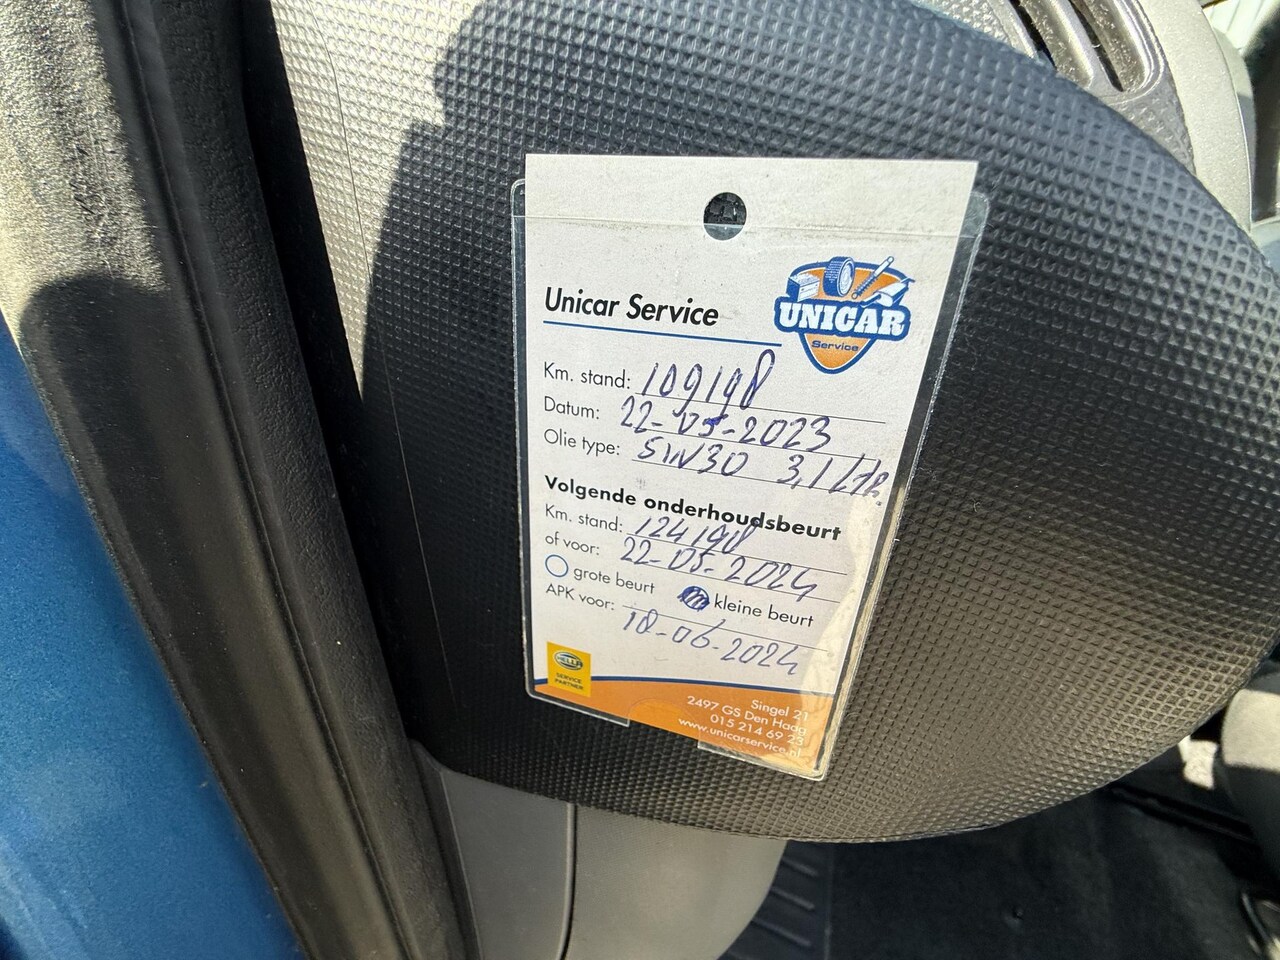 Unicar Service
UNICAR
Service
Km. stand: 109198
Datum: 22-05-2023
Olie type: 5W30 3,1 LTR.
Volgende onderhoudsbeurt
Km. stand: 124198
of voor: 22-05-2024
grote beurt kleine beurt
APK voor: 18-06-2024
HELLA
SERVICE
PARTNER
Singel 21
2497 GS Den Haag
015 214 69 23
www.unicarservice.nl